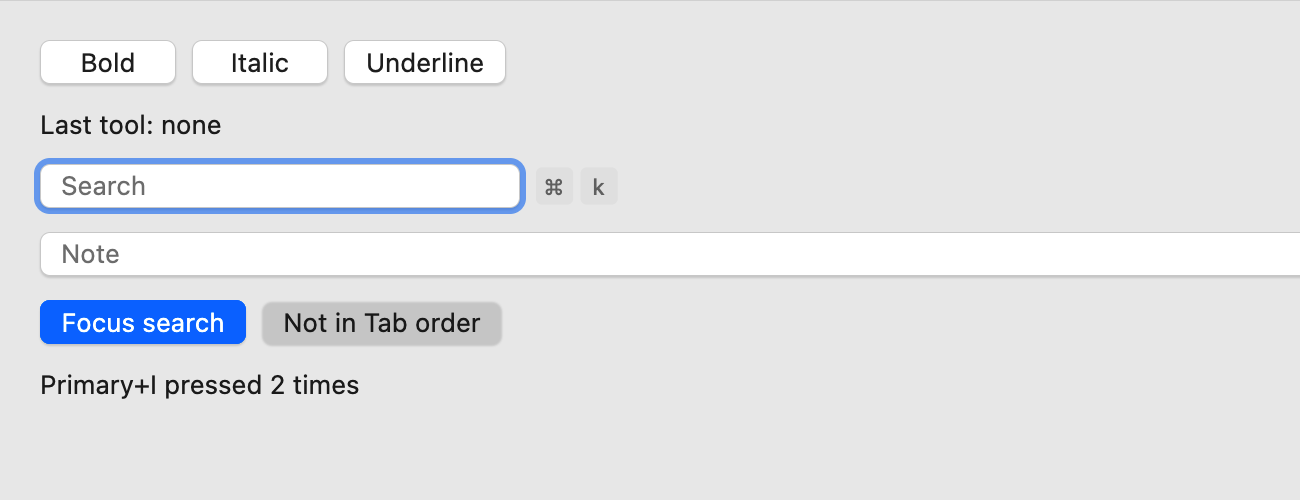 Bold Italic Underline
Last tool: none
Search ⌘ k
Note
Focus search Not in Tab order
Primary+I pressed 2 times